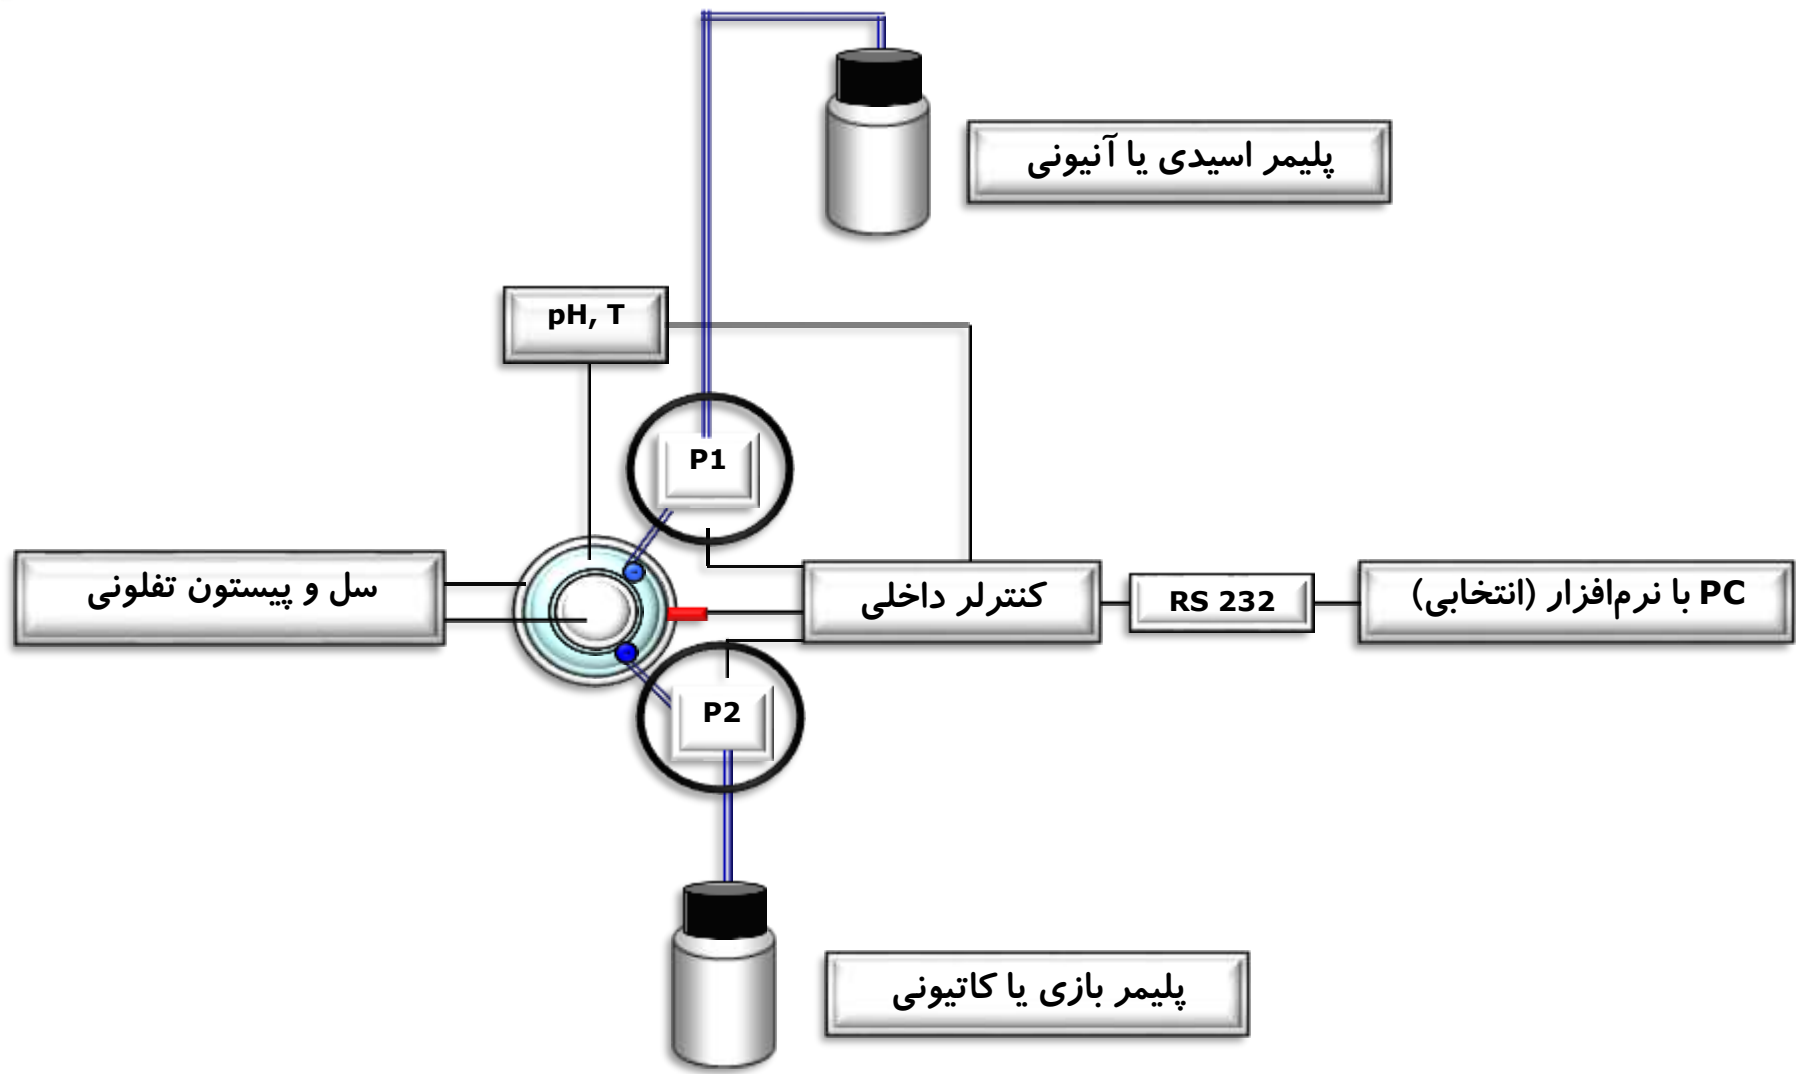 پلیمر اسیدی یا آنیونی
pH, T
P1
سل و پیستون تفلونی
کنترلر داخلی
RS 232
PC با نرم‌افزار (انتخابی)
P2
پلیمر بازی یا کاتیونی